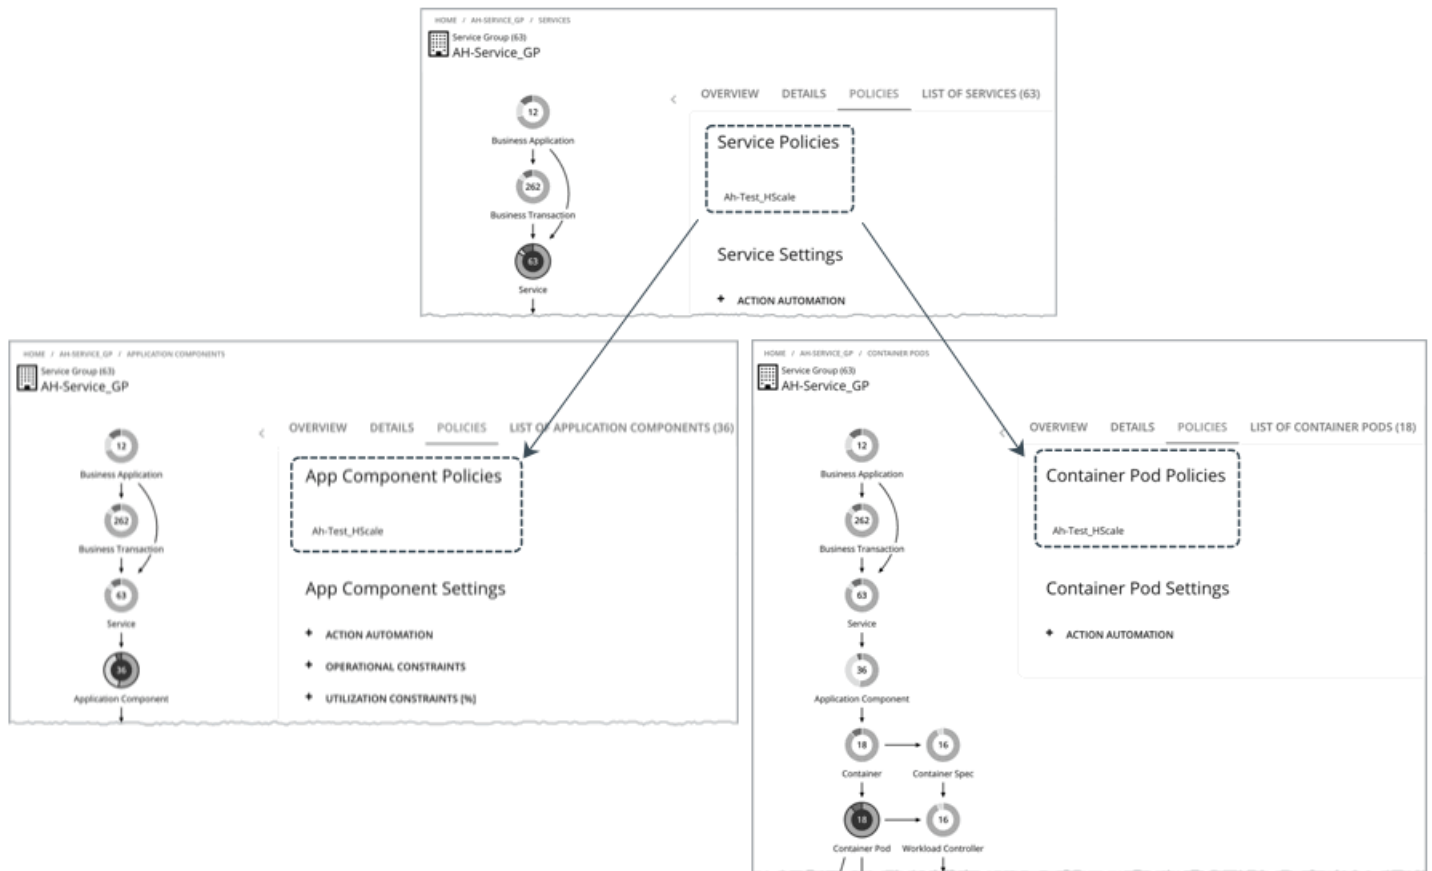 HOME / AH-SERVICE_GP / SERVICES
Service Group (63)
AH-Service_GP
OVERVIEW DETAILS POLICIES LIST OF SERVICES (63)
12
Business Application
262
Business Transaction
63
Service
Service Policies
Ah-Test_HScale
Service Settings
+ ACTION AUTOMATION
HOME / AH-SERVICE_GP / APPLICATION COMPONENTS
Service Group (63)
AH-Service_GP
OVERVIEW DETAILS POLICIES LIST OF APPLICATION COMPONENTS (36)
12
Business Application
262
Business Transaction
63
Service
36
Application Component
App Component Policies
Ah-Test_HScale
App Component Settings
+ ACTION AUTOMATION
+ OPERATIONAL CONSTRAINTS
+ UTILIZATION CONSTRAINTS [%]
HOME / AH-SERVICE_GP / CONTAINER PODS
Service Group (63)
AH-Service_GP
OVERVIEW DETAILS POLICIES LIST OF CONTAINER PODS (18)
12
Business Application
262
Business Transaction
63
Service
36
Application Component
18 16
Container Container Spec
18 16
Container Pod Workload Controller
Container Pod Policies
Ah-Test_HScale
Container Pod Settings
+ ACTION AUTOMATION